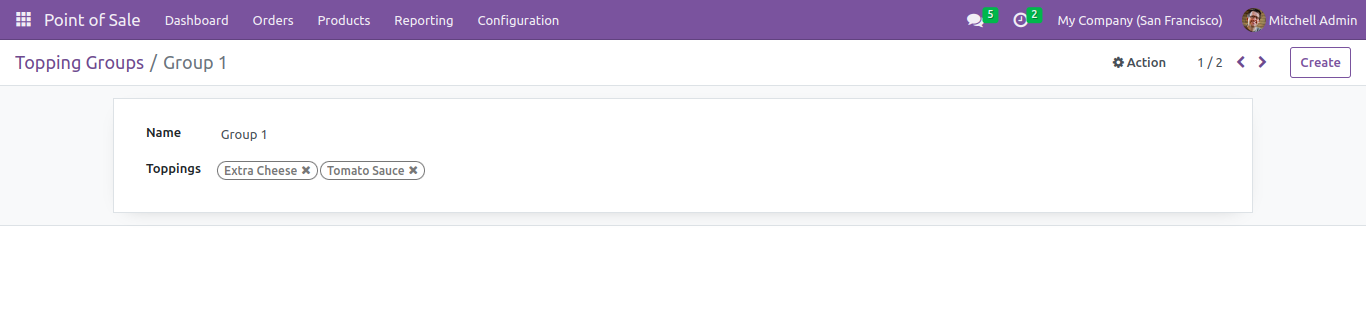 Point of Sale Dashboard Orders Products Reporting Configuration 5 2 My Company (San Francisco) Mitchell Admin
Topping Groups / Group 1 Action 1 / 2 Create
Name Group 1
Toppings Extra Cheese ✖ Tomato Sauce ✖